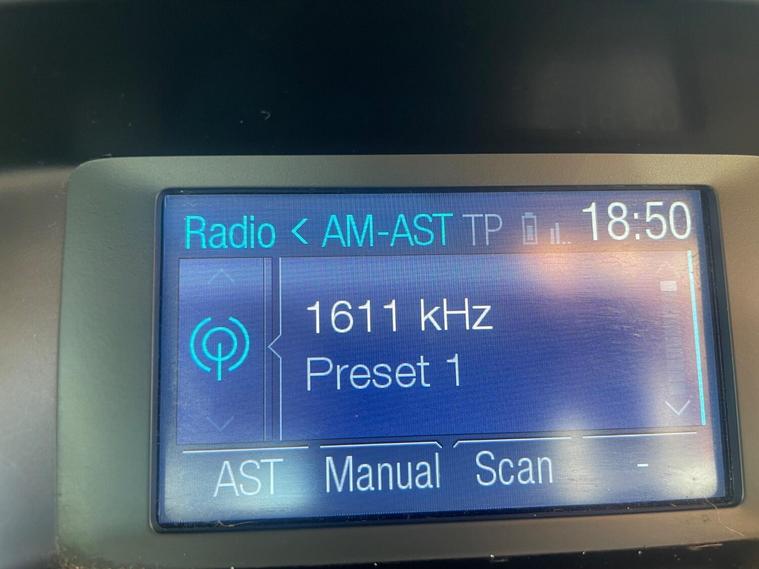 Radio < AM-AST TP 18:50
1611 kHz
Preset 1
AST Manual Scan -